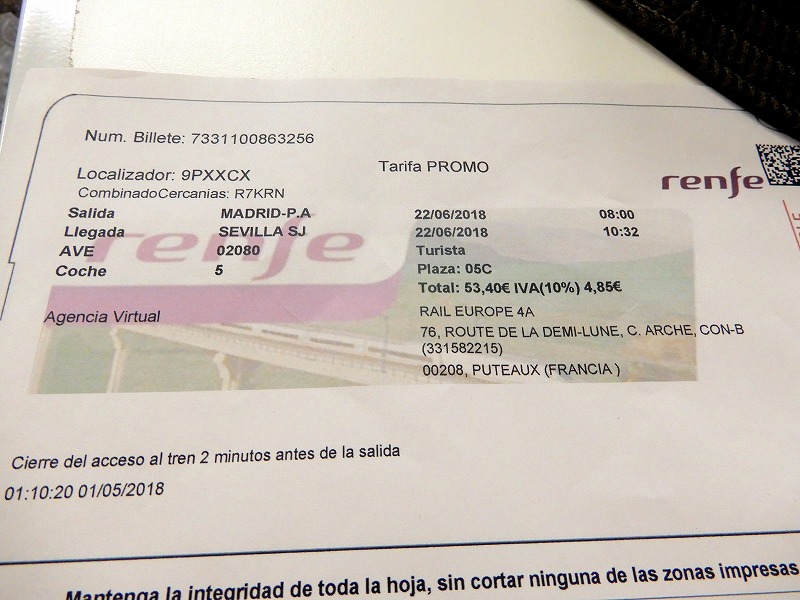 Num. Billete: 7331100863256
Localizador: 9PXXCX
Tarifa PROMO
renfe
CombinadoCercanias: R7KRN
Salida MADRID-P.A 22/06/2018 08:00
Llegada SEVILLA SJ 22/06/2018 10:32
AVE 02080 Turista
Coche 5 Plaza: 05C
renfe
Total: 53,40€ IVA(10%) 4,85€
Agencia Virtual RAIL EUROPE 4A
76, ROUTE DE LA DEMI-LUNE, C. ARCHE, CON-B
(331582215)
00208, PUTEAUX (FRANCIA )
Cierre del acceso al tren 2 minutos antes de la salida
01:10:20 01/05/2018
Mantenga la integridad de toda la hoja, sin cortar ninguna de las zonas impresas